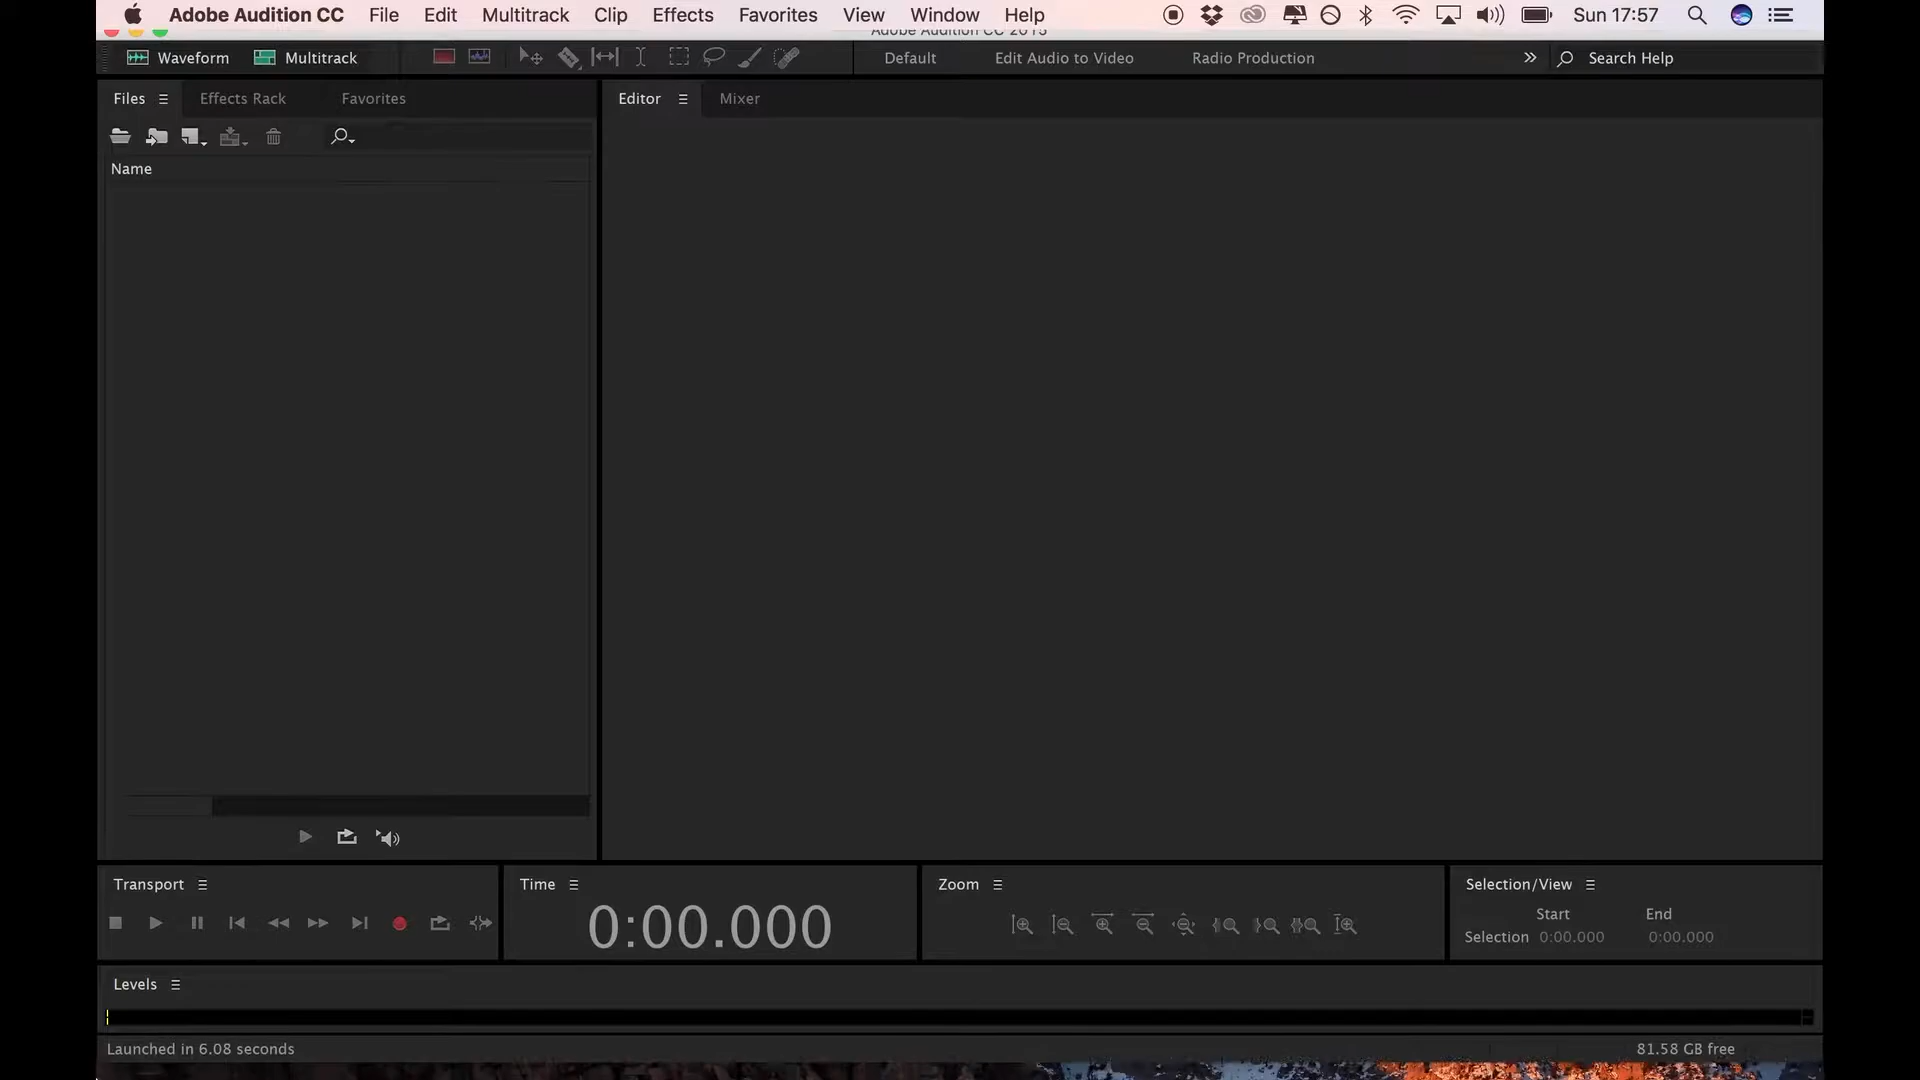 Adobe Audition CC File Edit Multitrack Clip Effects Favorites View Window Help Sun 17:57
Adobe Audition CC 2015
Waveform Multitrack Default Edit Audio to Video Radio Production Search Help
Files Effects Rack Favorites Editor Mixer
Name
Transport Time Zoom Selection/View
Start End
0:00.000
Selection 0:00.000 0:00.000
Levels
Launched in 6.08 seconds 81.58 GB free